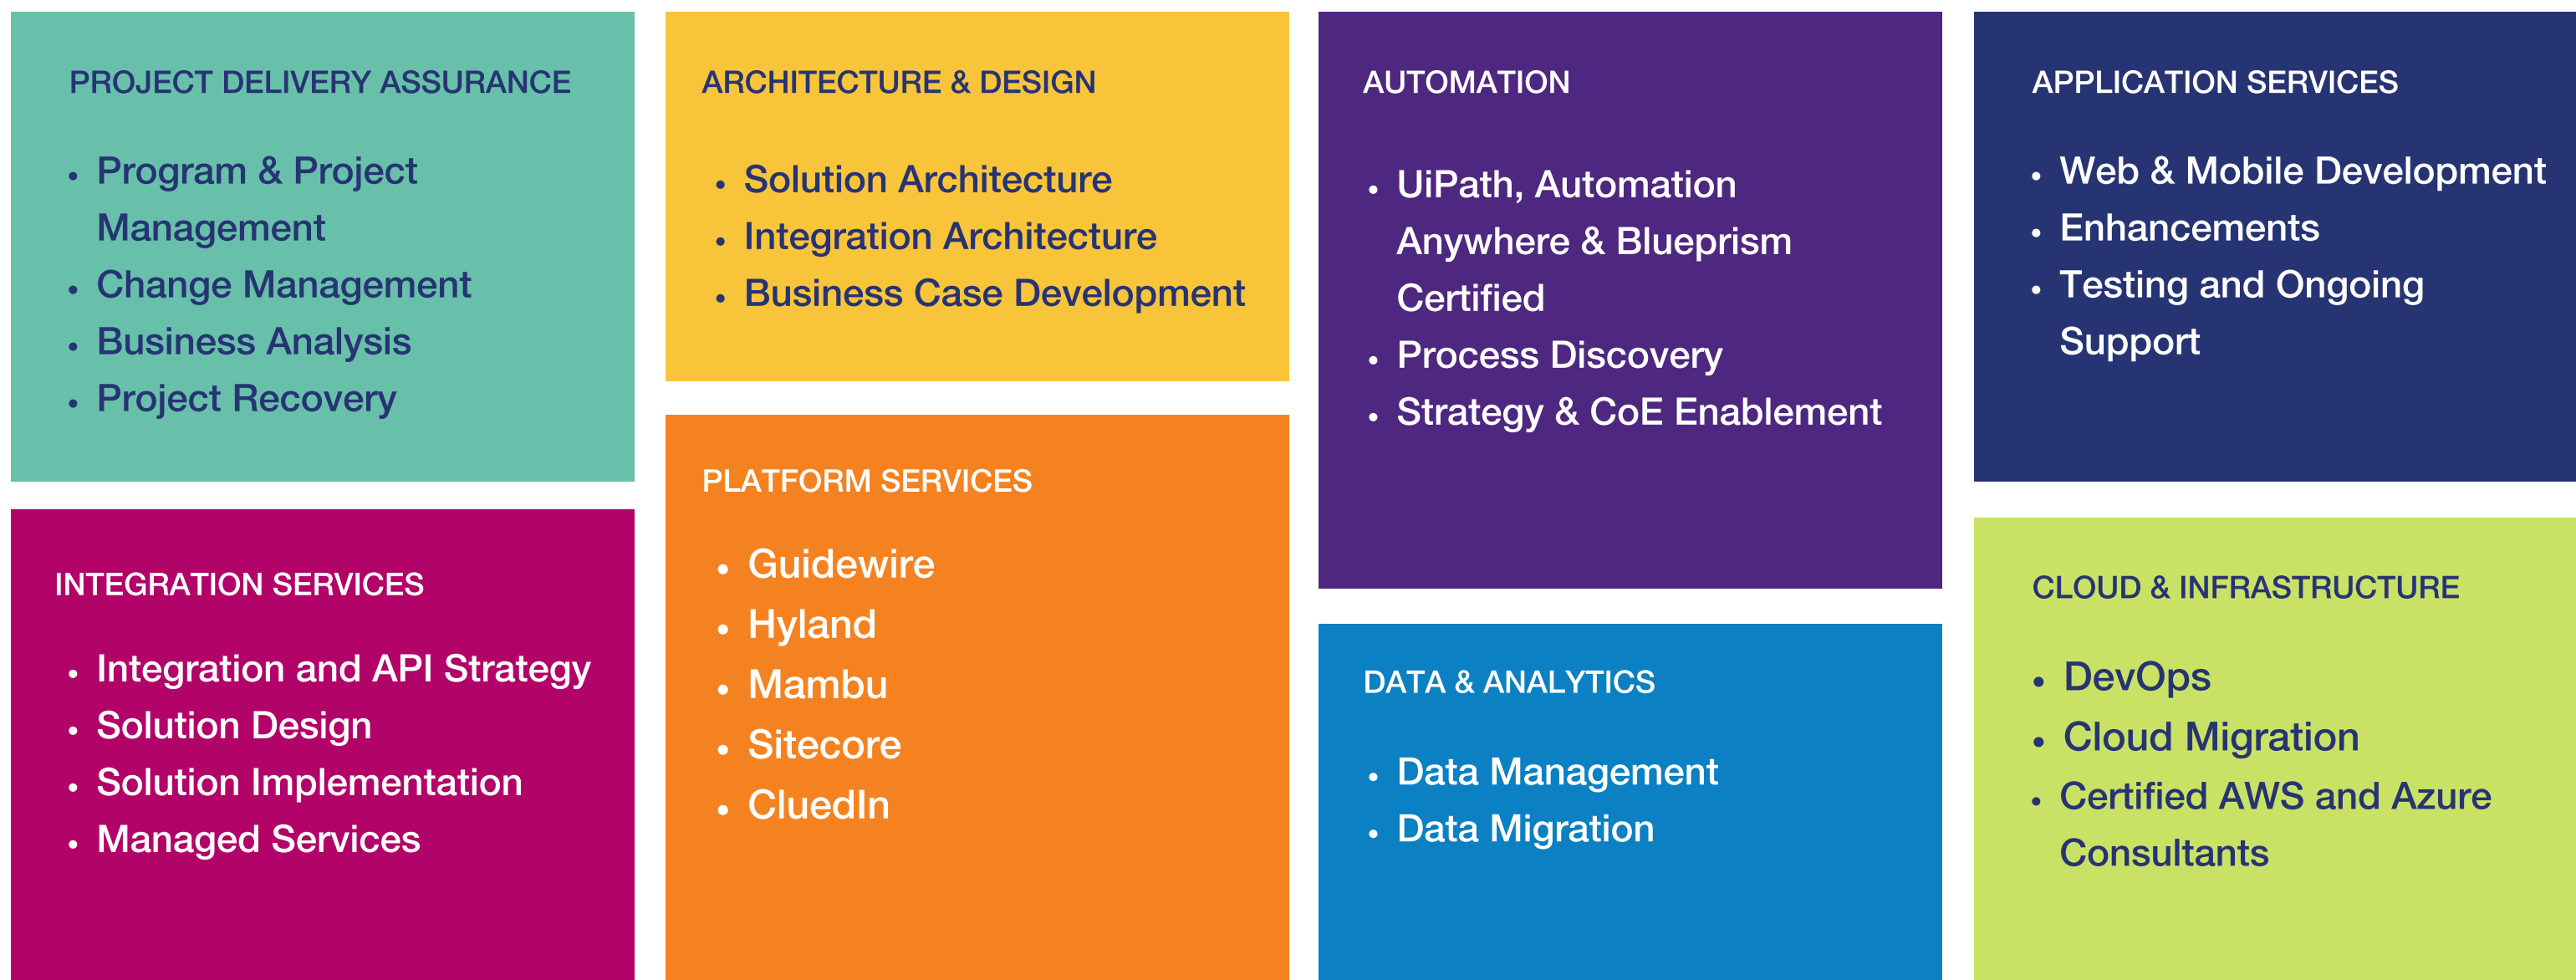 PROJECT DELIVERY ASSURANCE
• Program & Project
Management
• Change Management
• Business Analysis
• Project Recovery
INTEGRATION SERVICES
• Integration and API Strategy
• Solution Design
• Solution Implementation
• Managed Services
ARCHITECTURE & DESIGN
• Solution Architecture
• Integration Architecture
• Business Case Development
PLATFORM SERVICES
• Guidewire
• Hyland
• Mambu
• Sitecore
• CluedIn
AUTOMATION
• UiPath, Automation
Anywhere & Blueprism
Certified
• Process Discovery
• Strategy & CoE Enablement
DATA & ANALYTICS
• Data Management
• Data Migration
APPLICATION SERVICES
• Web & Mobile Development
• Enhancements
• Testing and Ongoing
Support
CLOUD & INFRASTRUCTURE
• DevOps
• Cloud Migration
• Certified AWS and Azure
Consultants